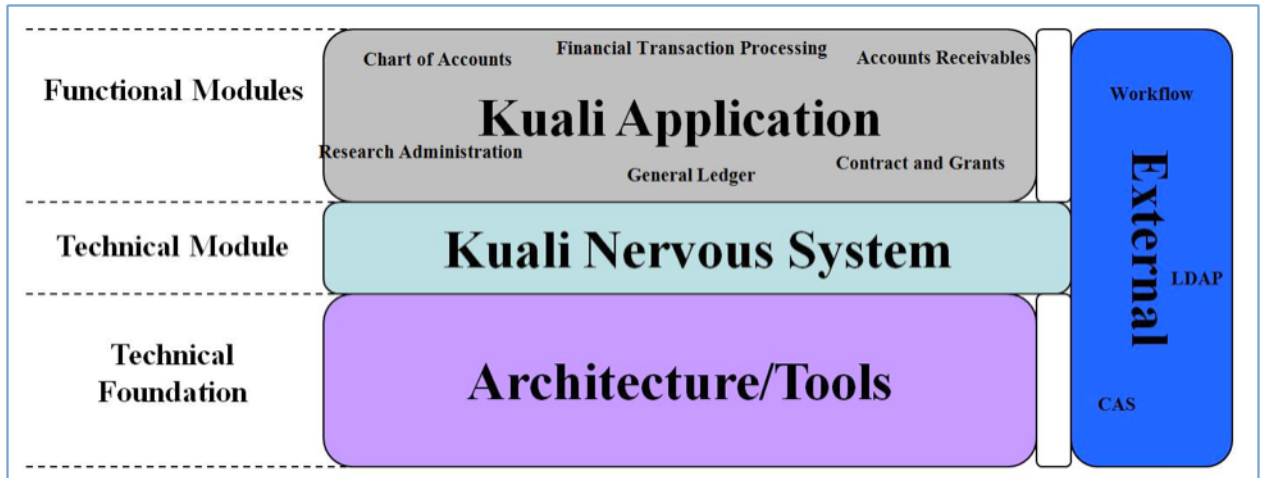 Functional Modules
Chart of Accounts
Financial Transaction Processing
Accounts Receivables
Kuali Application
Research Administration
General Ledger
Contract and Grants
Technical Module
Kuali Nervous System
Technical
Foundation
Architecture/Tools
Workflow
External
LDAP
CAS